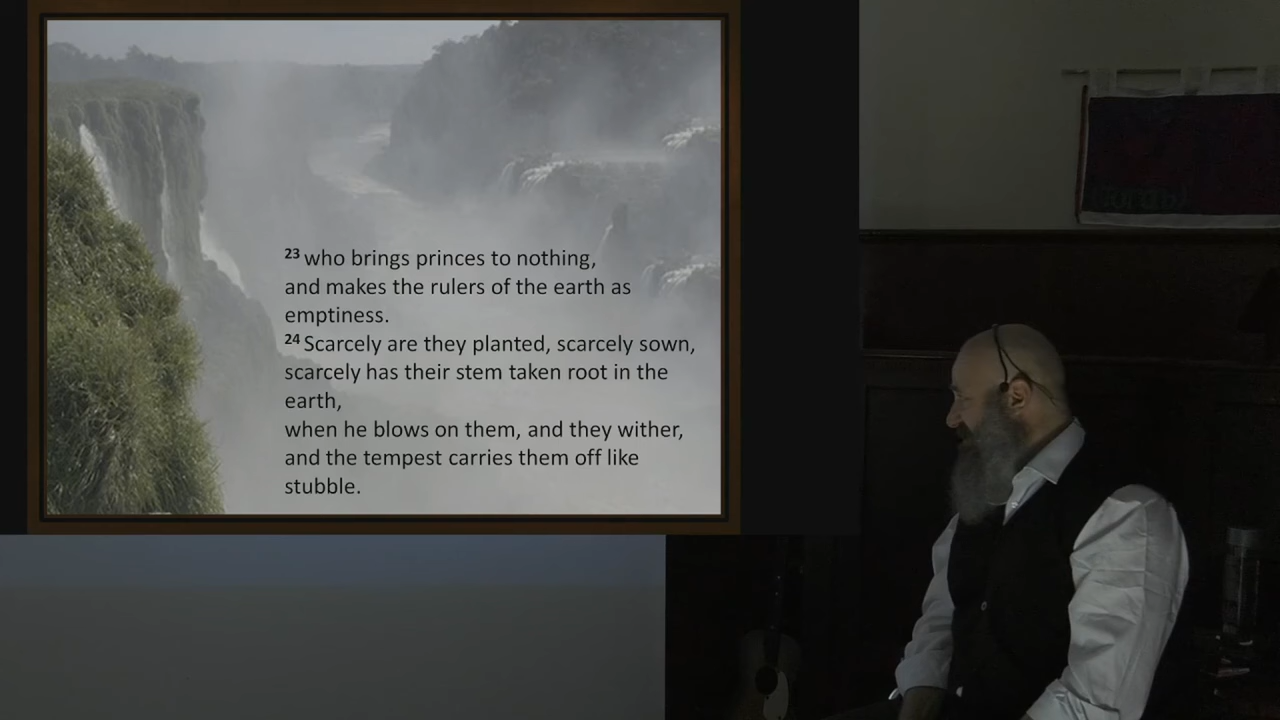 23 who brings princes to nothing,
and makes the rulers of the earth as
emptiness.
24 Scarcely are they planted, scarcely sown,
scarcely has their stem taken root in the
earth,
when he blows on them, and they wither,
and the tempest carries them off like
stubble.